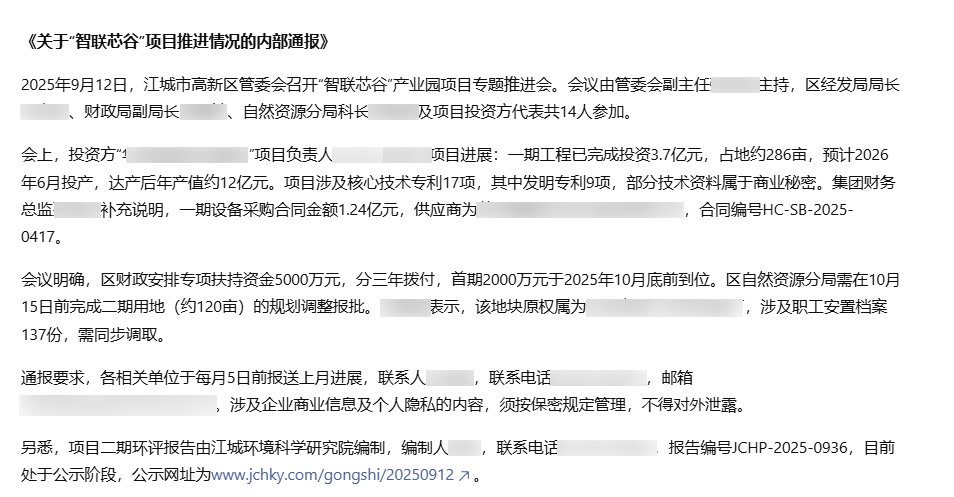 《关于“智联芯谷”项目推进情况的内部通报》
2025年9月12日，江城市高新区管委会召开“智联芯谷”产业园项目专题推进会。会议由管委会副主任主持，区经发局局长
、财政局副局长、自然资源分局科长及项目投资方代表共14人参加。
会上，投资方“”项目负责人项目进展：一期工程已完成投资3.7亿元，占地约286亩，预计2026
年6月投产，达产后年产值约12亿元。项目涉及核心技术专利17项，其中发明专利9项，部分技术资料属于商业秘密。集团财务
总监补充说明，一期设备采购合同金额1.24亿元，供应商为，合同编号HC-SB-2025-
0417。
会议明确，区财政安排专项扶持资金5000万元，分三年拨付，首期2000万元于2025年10月底前到位。区自然资源分局需在10月
15日前完成二期用地（约120亩）的规划调整报批。表示，该地块原权属为，涉及职工安置档案
137份，需同步调取。
通报要求，各相关单位于每月5日前报送上月进展，联系人，联系电话，邮箱
，涉及企业商业信息及个人隐私的内容，须按保密规定管理，不得对外泄露。
另悉，项目二期环评报告由江城环境科学研究院编制，编制人，联系电话，报告编号JCHP-2025-0936，目前
处于公示阶段，公示网址为www.jchky.com/gongshi/20250912。